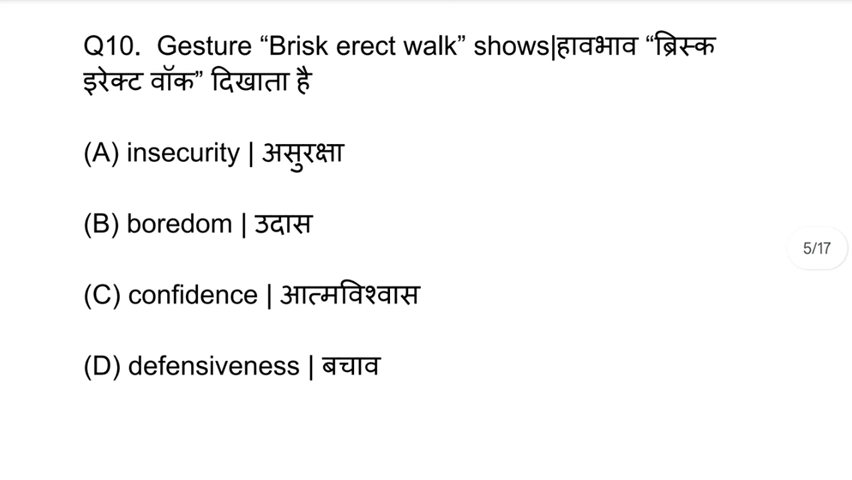 Q10. Gesture “Brisk erect walk” shows|हावभाव “ब्रिस्क
इरेक्ट वॉक” दिखाता है
(A) insecurity | असुरक्षा
(B) boredom | उदास
5/17
(C) confidence | आत्मविश्वास
(D) defensiveness | बचाव